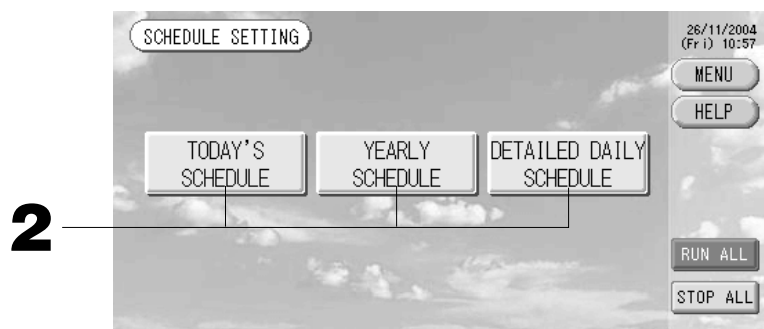 SCHEDULE SETTING
26/11/2004
(Fri) 10:57
MENU
HELP
TODAY'S
SCHEDULE
YEARLY
SCHEDULE
DETAILED DAILY
SCHEDULE
2
RUN ALL
STOP ALL